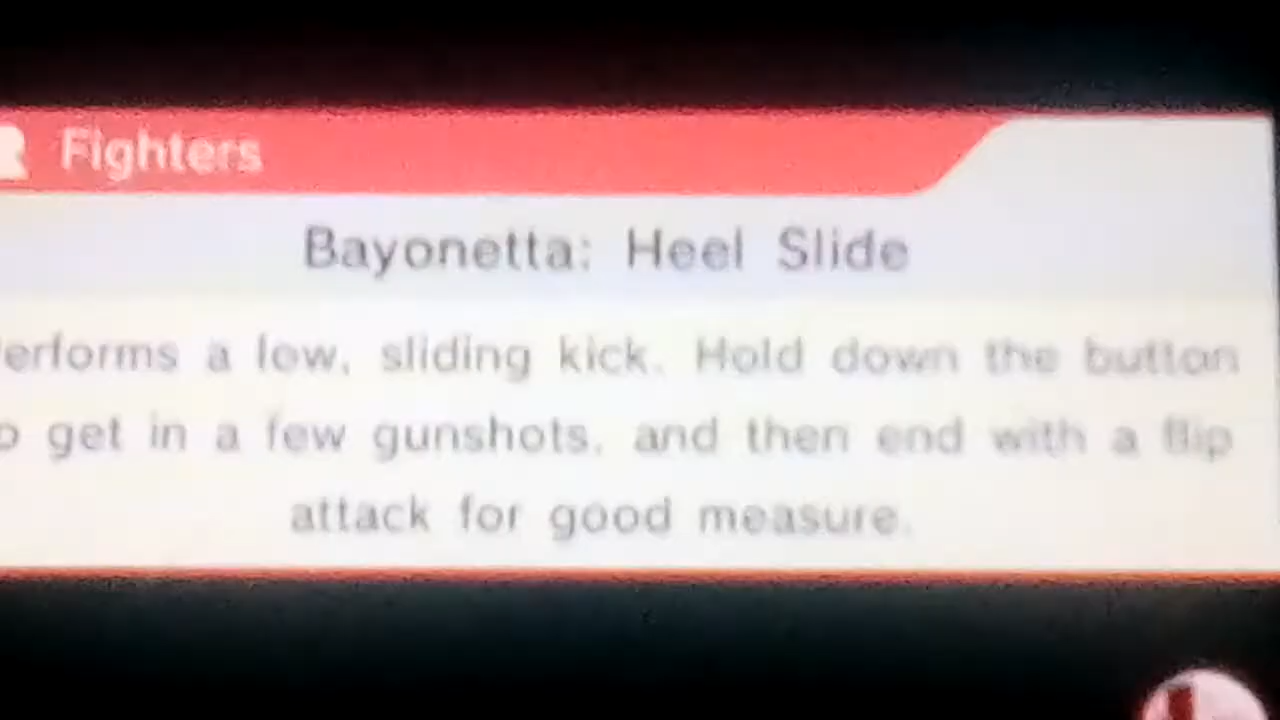 Fighters
Bayonetta: Heel Slide
erforms a low, sliding kick. Hold down the button
o get in a few gunshots, and then end with a flip
attack for good measure.